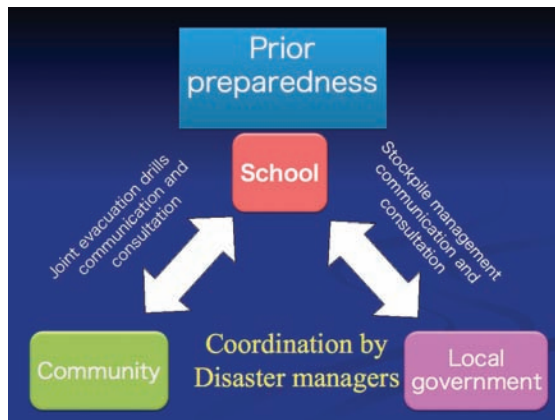 Prior
preparedness
School
Joint evacuation drills
communication and
consultation
Stockpile management
communication and
consultation
Community
Coordination by
Disaster managers
Local
government